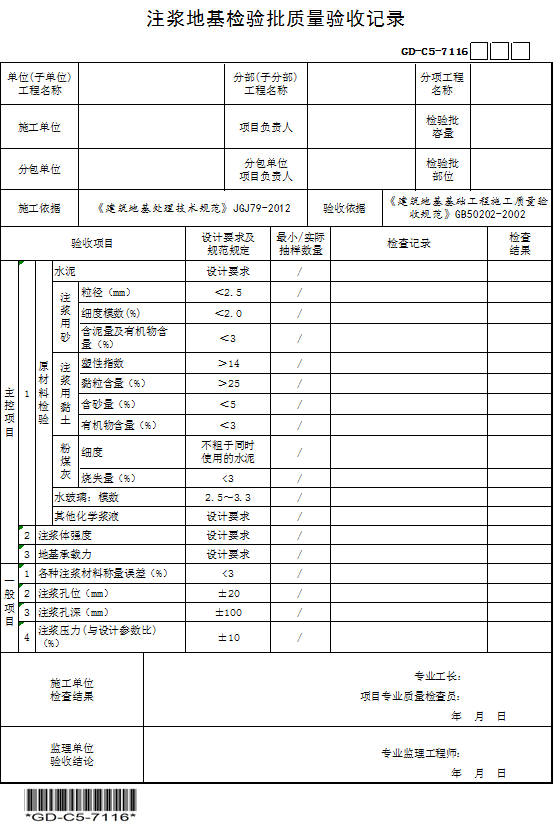 注浆地基检验批质量验收记录
GD-C5-7116
单位(子单位)
工程名称
分部(子分部)
工程名称
分项工程
名称
施工单位
项目负责人
检验批
容量
分包单位
分包单位
项目负责人
检验批
部位
施工依据
《建筑地基处理技术规范》JGJ79-2012
验收依据
《建筑地基基础工程施工质量验
收规范》GB50202-2002
验收项目
设计要求及
规范规定
最小/实际
抽样数量
检查记录
检查
结果
主控项目
1
原材料检验
水泥
设计要求
/
注浆用砂
粒径（mm）
＜2.5
/
细度模数(%)
＜2.0
/
含泥量及有机物含
量（%）
＜3
/
注浆用黏土
塑性指数
＞14
/
黏粒含量（%）
＞25
/
含砂量（%）
＜5
/
有机物含量（%）
＜3
/
粉煤灰
细度
不粗于同时
使用的水泥
/
烧失量（%）
<3
/
水玻璃：模数
2.5～3.3
/
其他化学浆液
设计要求
/
2
注浆体强度
设计要求
/
3
地基承载力
设计要求
/
一般项目
1
各种注浆材料称量误差（%）
<3
/
2
注浆孔位（mm）
±20
/
3
注浆孔深（mm）
±100
/
4
注浆压力(与设计参数比)
（%）
±10
/
施工单位
检查结果
专业工长：
项目专业质量检查员：
年 月 日
监理单位
验收结论
专业监理工程师：
年 月 日
*GD-C5-7116*